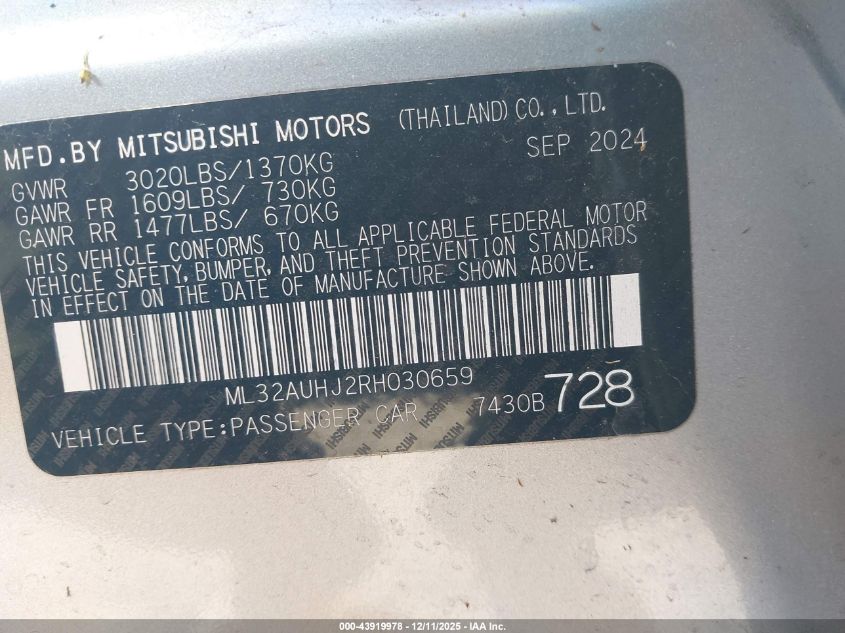 MFD.BY MITSUBISHI MOTORS (THAILAND) CO.,LTD.
SEP 2024
GVWR 3020LBS/1370KG
GAWR FR 1609LBS/ 730KG
GAWR RR 1477LBS/ 670KG
THIS VEHICLE CONFORMS TO ALL APPLICABLE FEDERAL MOTOR
VEHICLE SAFETY, BUMPER, AND THEFT PREVENTION STANDARDS
IN EFFECT ON THE DATE OF MANUFACTURE SHOWN ABOVE.
ML32AUHJ2RH030659
VEHICLE TYPE:PASSENGER CAR 7430B 728
000-43919978 - 12/11/2025 - IAA Inc.